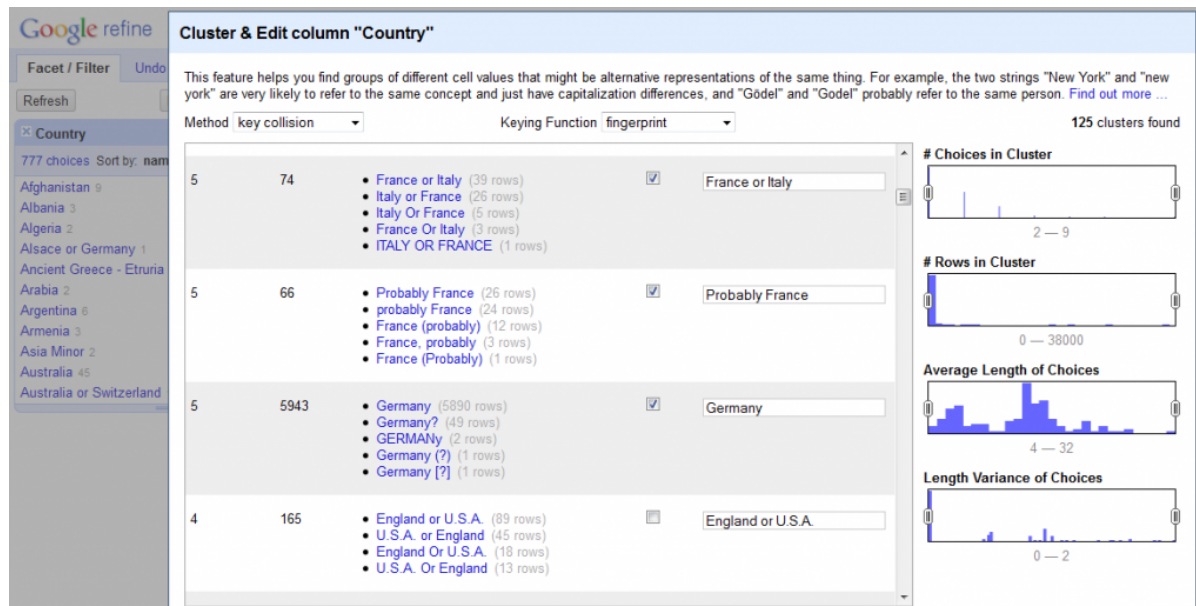 Google refine
Facet / Filter Undo
Refresh
Country
777 choices Sort by: nam
Afghanistan 9
Albania 3
Algeria 2
Alsace or Germany 1
Ancient Greece - Etruria
Arabia 2
Argentina 6
Armenia 3
Asia Minor 2
Australia 45
Australia or Switzerland
Cluster & Edit column "Country"
This feature helps you find groups of different cell values that might be alternative representations of the same thing. For example, the two strings "New York" and "new
york" are very likely to refer to the same concept and just have capitalization differences, and "Gödel" and "Godel" probably refer to the same person. Find out more ...
Method key collision Keying Function fingerprint 125 clusters found
5 74 • France or Italy (39 rows) France or Italy
• Italy or France (26 rows)
• Italy Or France (5 rows)
• France Or Italy (3 rows)
• ITALY OR FRANCE (1 rows)
5 66 • Probably France (26 rows) Probably France
• probably France (24 rows)
• France (probably) (12 rows)
• France, probably (3 rows)
• France (Probably) (1 rows)
5 5943 • Germany (5890 rows) Germany
• Germany? (49 rows)
• GERMANy (2 rows)
• Germany (?) (1 rows)
• Germany [?] (1 rows)
4 165 • England or U.S.A. (89 rows) England or U.S.A.
• U.S.A. or England (45 rows)
• England Or U.S.A. (18 rows)
• U.S.A. Or England (13 rows)
# Choices in Cluster
2 — 9
# Rows in Cluster
0 — 38000
Average Length of Choices
4 — 32
Length Variance of Choices
0 — 2